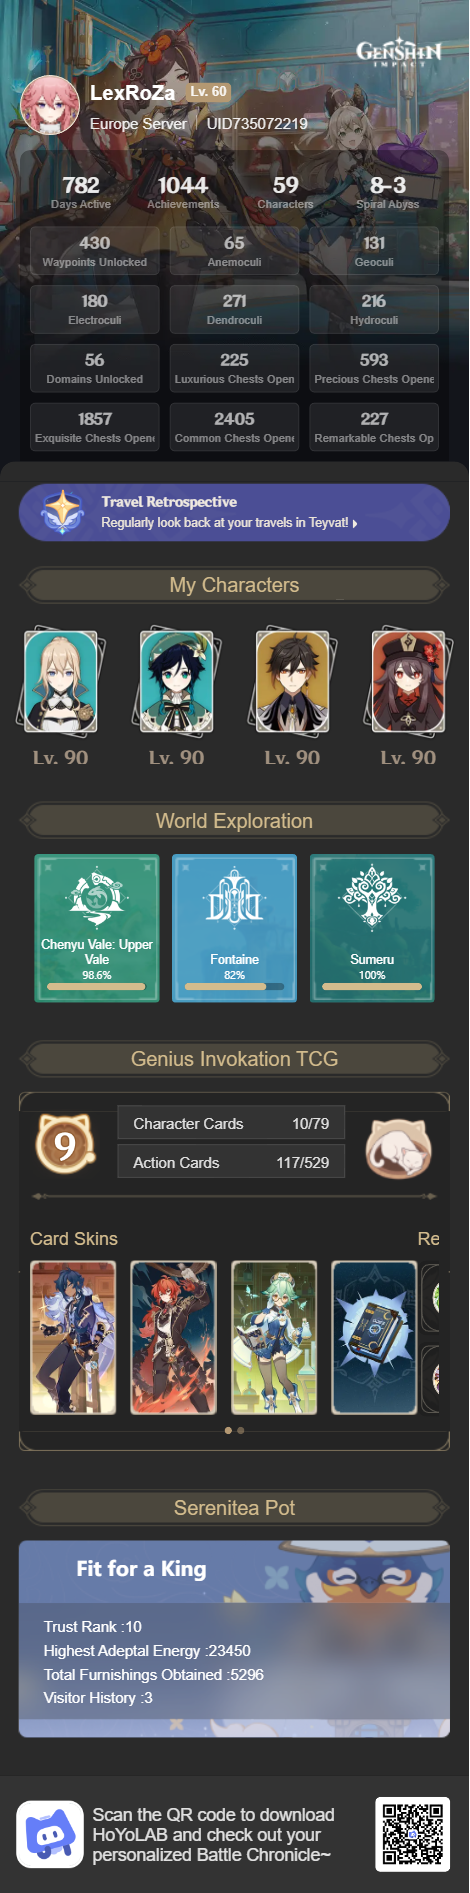 GENSHIN
IMPACT
LexRoZa Lv. 60
Europe Server UID735072219
782 1044 59 8-3
Days Active Achievements Characters Spiral Abyss
430 65 131
Waypoints Unlocked Anemoculi Geoculi
180 271 216
Electroculi Dendroculi Hydroculi
56 225 593
Domains Unlocked Luxurious Chests Open Precious Chests Opene
1857 2405 227
Exquisite Chests Opene Common Chests Opene Remarkable Chests Op
Travel Retrospective
Regularly look back at your travels in Teyvat!
My Characters
Lv. 90 Lv. 90 Lv. 90 Lv. 90
World Exploration
Chenyu Vale: Upper
Vale Fontaine Sumeru
98.6% 82% 100%
Genius Invokation TCG
9
Character Cards 10/79
Action Cards 117/529
Card Skins Re
Serenitea Pot
Fit for a King
Trust Rank :10
Highest Adeptal Energy :23450
Total Furnishings Obtained :5296
Visitor History :3
Scan the QR code to download
HoYoLAB and check out your
personalized Battle Chronicle~